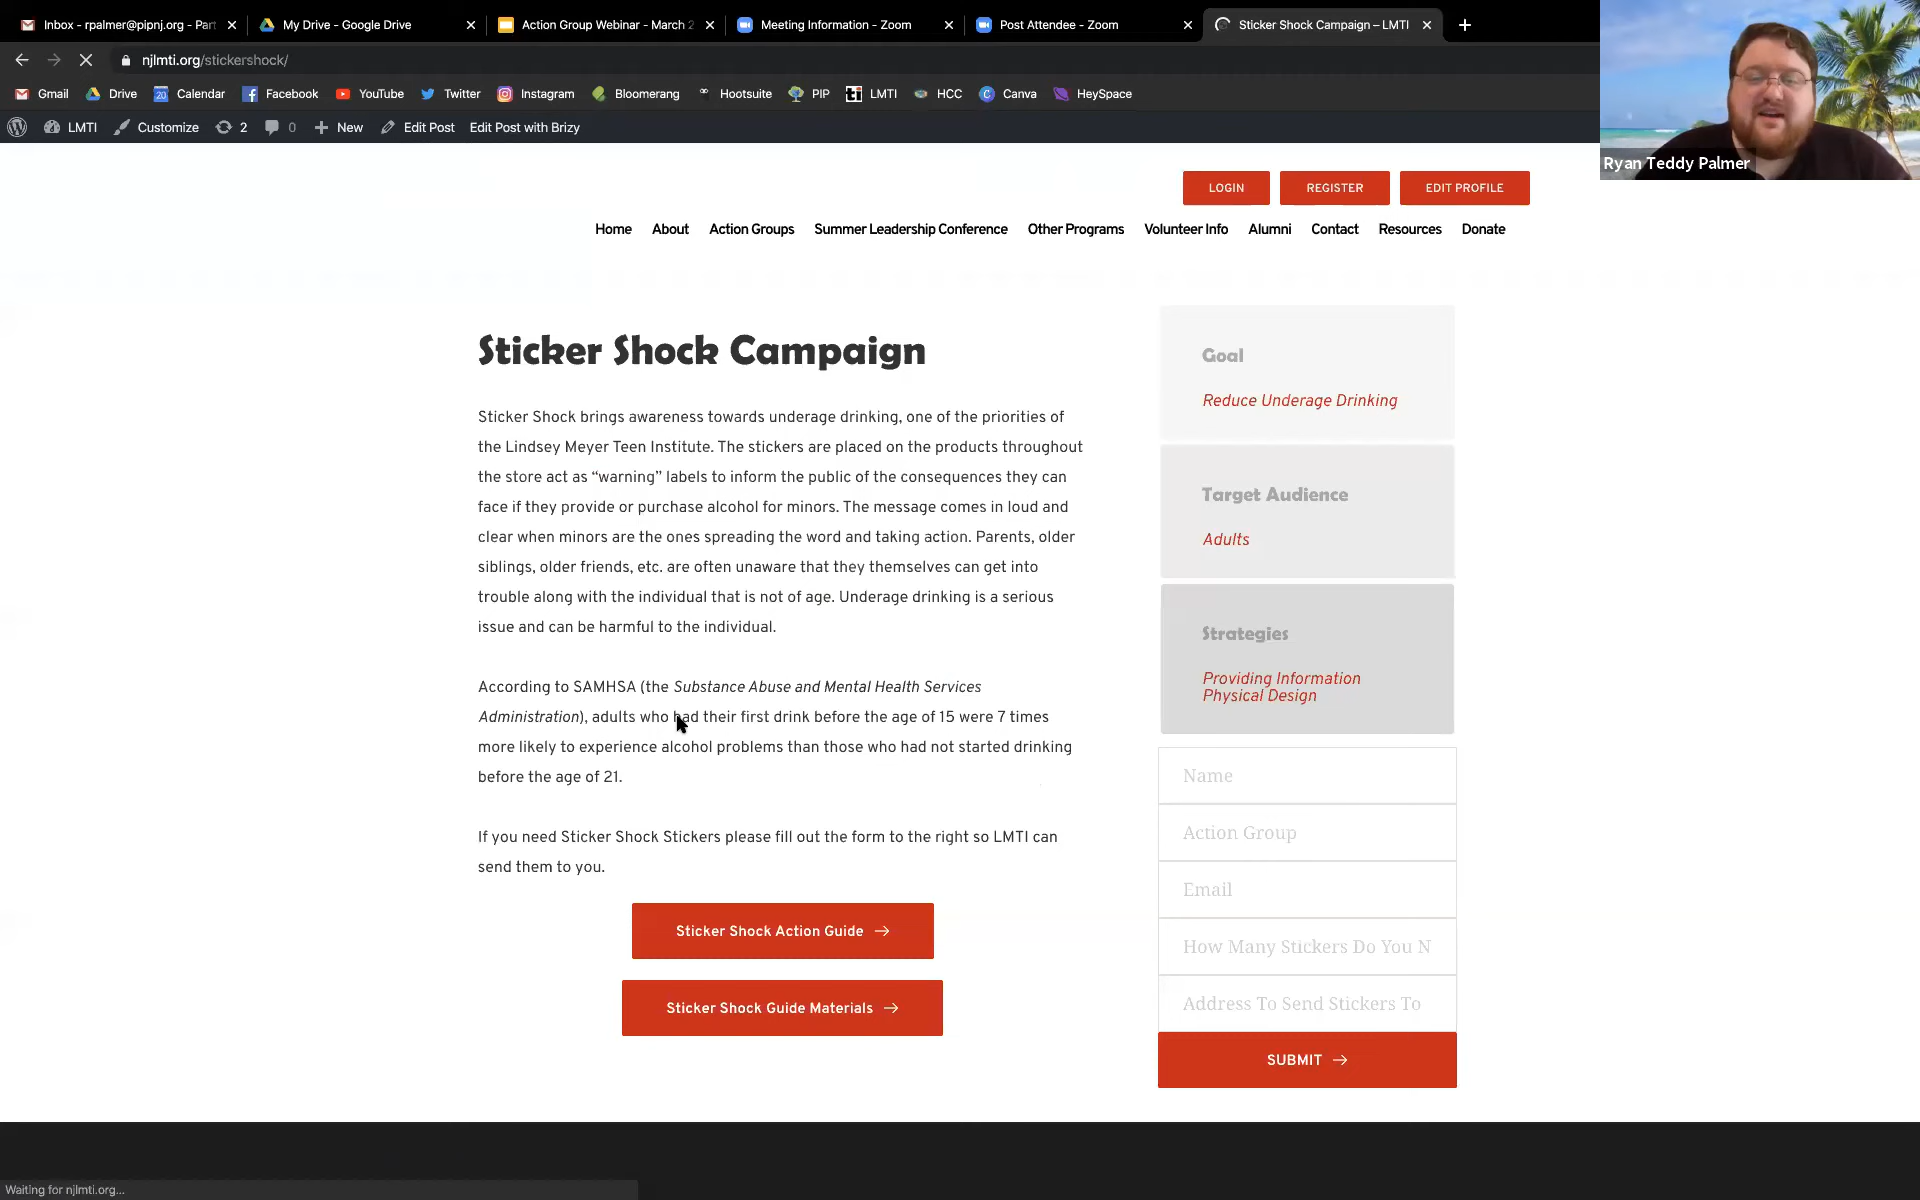 Inbox - rpalmer@pipnj.org - Part
My Drive - Google Drive
Action Group Webinar - March 2
Meeting Information - Zoom
Post Attendee - Zoom
Sticker Shock Campaign – LMTI
njlmti.org/stickershock/
Gmail Drive Calendar Facebook YouTube Twitter Instagram Bloomerang Hootsuite PIP LMTI HCC Canva HeySpace
LMTI Customize 2 0 New Edit Post Edit Post with Brizy
Ryan Teddy Palmer
LOGIN REGISTER EDIT PROFILE
Home About Action Groups Summer Leadership Conference Other Programs Volunteer Info Alumni Contact Resources Donate
Sticker Shock Campaign
Sticker Shock brings awareness towards underage drinking, one of the priorities of
the Lindsey Meyer Teen Institute. The stickers are placed on the products throughout
the store act as “warning” labels to inform the public of the consequences they can
face if they provide or purchase alcohol for minors. The message comes in loud and
clear when minors are the ones spreading the word and taking action. Parents, older
siblings, older friends, etc. are often unaware that they themselves can get into
trouble along with the individual that is not of age. Underage drinking is a serious
issue and can be harmful to the individual.
According to SAMHSA (the Substance Abuse and Mental Health Services
Administration), adults who had their first drink before the age of 15 were 7 times
more likely to experience alcohol problems than those who had not started drinking
before the age of 21.
If you need Sticker Shock Stickers please fill out the form to the right so LMTI can
send them to you.
Sticker Shock Action Guide →
Sticker Shock Guide Materials →
Goal
Reduce Underage Drinking
Target Audience
Adults
Strategies
Providing Information
Physical Design
Name
Action Group
Email
How Many Stickers Do You N
Address To Send Stickers To
SUBMIT →
Waiting for njlmti.org...